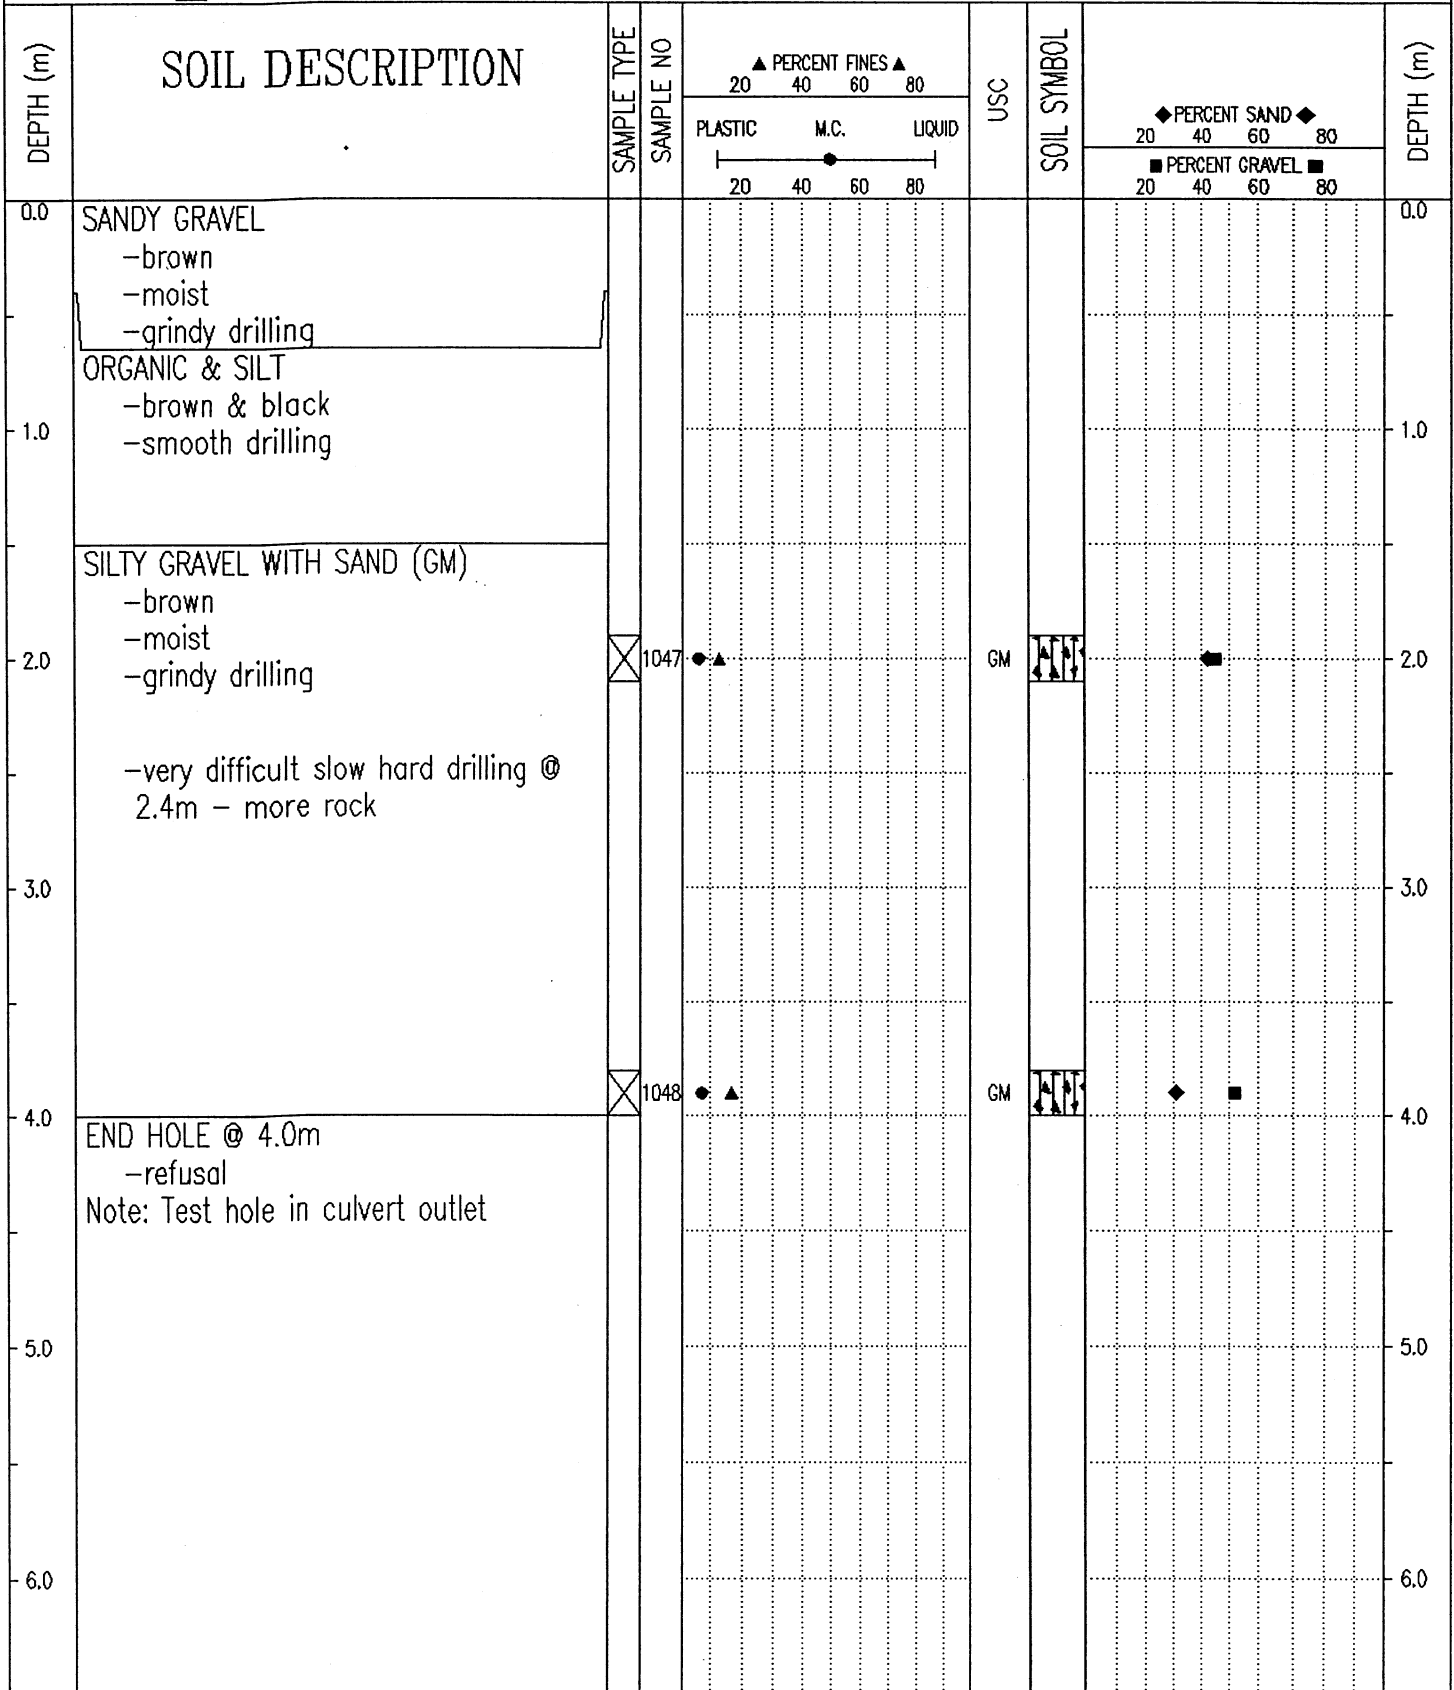 DEPTH (m)
SOIL DESCRIPTION
SAMPLE TYPE
SAMPLE NO
▲ PERCENT FINES ▲
20 40 60 80
PLASTIC M.C. LIQUID
20 40 60 80
USC
SOIL SYMBOL
◆ PERCENT SAND ◆
20 40 60 80
■ PERCENT GRAVEL ■
20 40 60 80
DEPTH (m)
0.0 0.0
SANDY GRAVEL
-brown
-moist
-grindy drilling
ORGANIC & SILT
-brown & black
1.0 -smooth drilling 1.0
SILTY GRAVEL WITH SAND (GM)
-brown
-moist
2.0 1047 GM 2.0
-grindy drilling
-very difficult slow hard drilling @
2.4m - more rock
3.0 3.0
1048 GM
4.0 4.0
END HOLE @ 4.0m
-refusal
Note: Test hole in culvert outlet
5.0 5.0
6.0 6.0